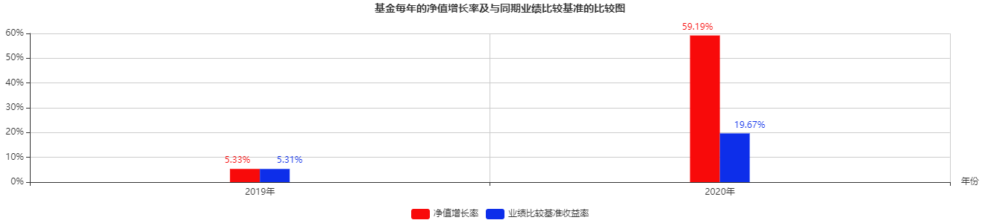 基金每年的净值增长率及与同期业绩比较基准的比较图
60%
50%
40%
30%
20%
10%
0%
5.33%
5.31%
59.19%
19.67%
2019年
2020年
年份
净值增长率
业绩比较基准收益率